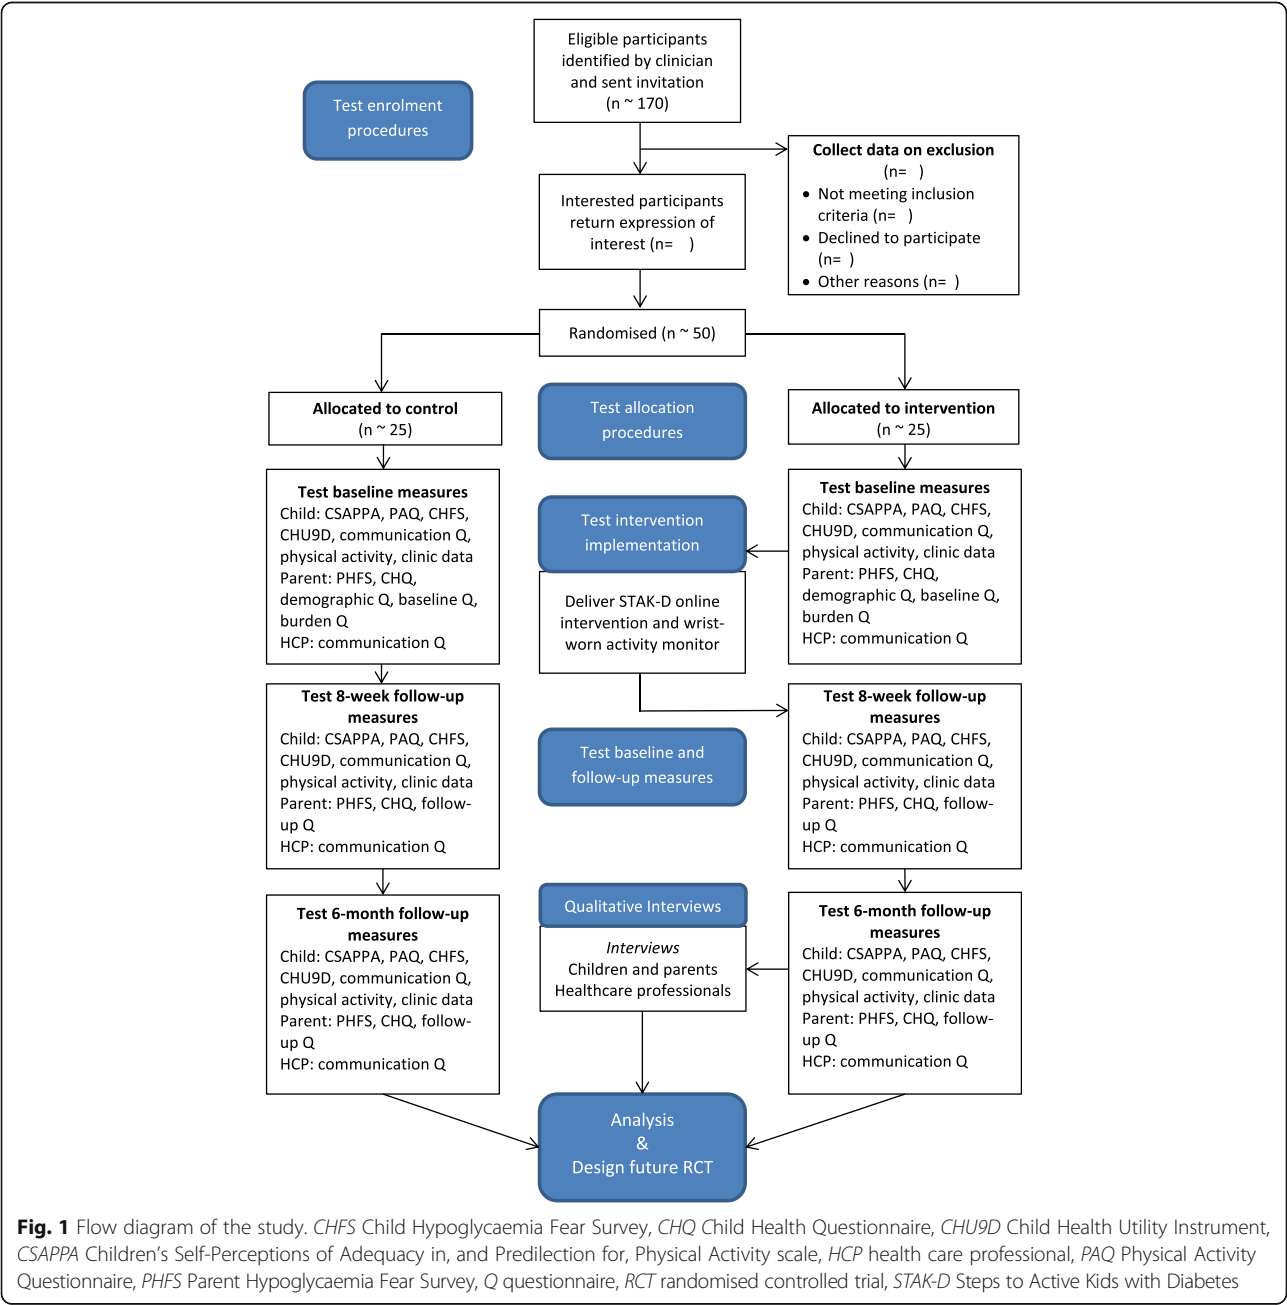 Eligible participants
identified by clinician
and sent invitation
(n ~ 170)
Test enrolment
procedures
Collect data on exclusion
(n= )
• Not meeting inclusion
criteria (n= )
• Declined to participate
(n= )
• Other reasons (n= )
Interested participants
return expression of
interest (n= )
Randomised (n ~ 50)
Allocated to control
(n ~ 25)
Test allocation
procedures
Allocated to intervention
(n ~ 25)
Test baseline measures
Child: CSAPPA, PAQ, CHFS,
CHU9D, communication Q,
physical activity, clinic data
Parent: PHFS, CHQ,
demographic Q, baseline Q,
burden Q
HCP: communication Q
Test intervention
implementation
Deliver STAK-D online
intervention and wrist-
worn activity monitor
Test baseline measures
Child: CSAPPA, PAQ, CHFS,
CHU9D, communication Q,
physical activity, clinic data
Parent: PHFS, CHQ,
demographic Q, baseline Q,
burden Q
HCP: communication Q
Test 8-week follow-up
measures
Child: CSAPPA, PAQ, CHFS,
CHU9D, communication Q,
physical activity, clinic data
Parent: PHFS, CHQ, follow-
up Q
HCP: communication Q
Test baseline and
follow-up measures
Test 8-week follow-up
measures
Child: CSAPPA, PAQ, CHFS,
CHU9D, communication Q,
physical activity, clinic data
Parent: PHFS, CHQ, follow-
up Q
HCP: communication Q
Test 6-month follow-up
measures
Child: CSAPPA, PAQ, CHFS,
CHU9D, communication Q,
physical activity, clinic data
Parent: PHFS, CHQ, follow-
up Q
HCP: communication Q
Qualitative Interviews
Interviews
Children and parents
Healthcare professionals
Test 6-month follow-up
measures
Child: CSAPPA, PAQ, CHFS,
CHU9D, communication Q,
physical activity, clinic data
Parent: PHFS, CHQ, follow-
up Q
HCP: communication Q
Analysis
&
Design future RCT
Fig. 1 Flow diagram of the study. CHFS Child Hypoglycaemia Fear Survey, CHQ Child Health Questionnaire, CHU9D Child Health Utility Instrument,
CSAPPA Children's Self-Perceptions of Adequacy in, and Predilection for, Physical Activity scale, HCP health care professional, PAQ Physical Activity
Questionnaire, PHFS Parent Hypoglycaemia Fear Survey, Q questionnaire, RCT randomised controlled trial, STAK-D Steps to Active Kids with Diabetes